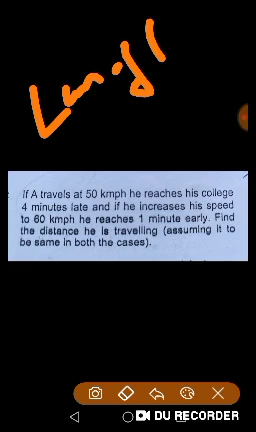 If A travels at 50 kmph he reaches his college
4 minutes late and if he increases his speed
to 60 kmph he reaches 1 minute early. Find
the distance he is travelling (assuming it to
be same in both the cases).
DU RECORDER